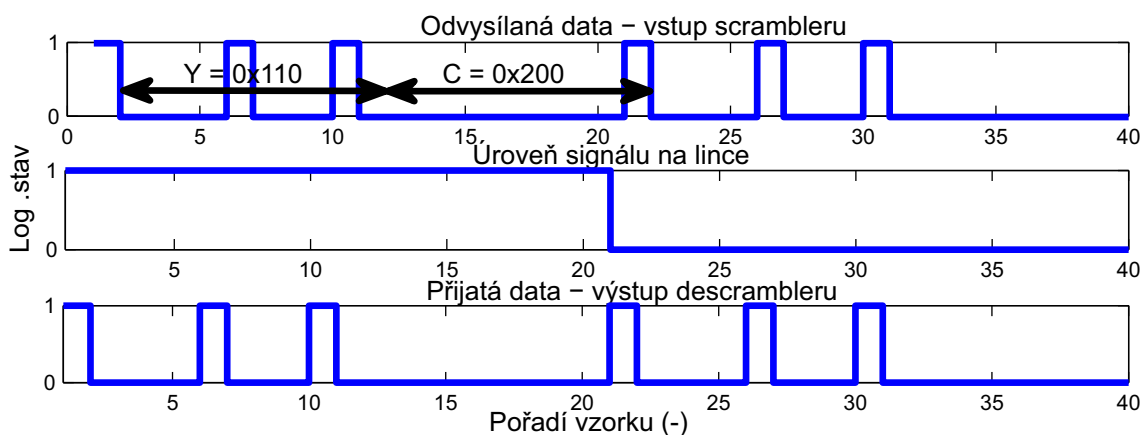 Odvysílaná data − vstup scrambleru
1
Y = 0x110
C = 0x200
0
0 5 10 15 20 25 30 35 40
Úroveň signálu na lince
1
Log .stav
0
5 10 15 20 25 30 35 40
Přijatá data − výstup descrambleru
1
0
5 10 15 20 25 30 35 40
Pořadí vzorku (-)